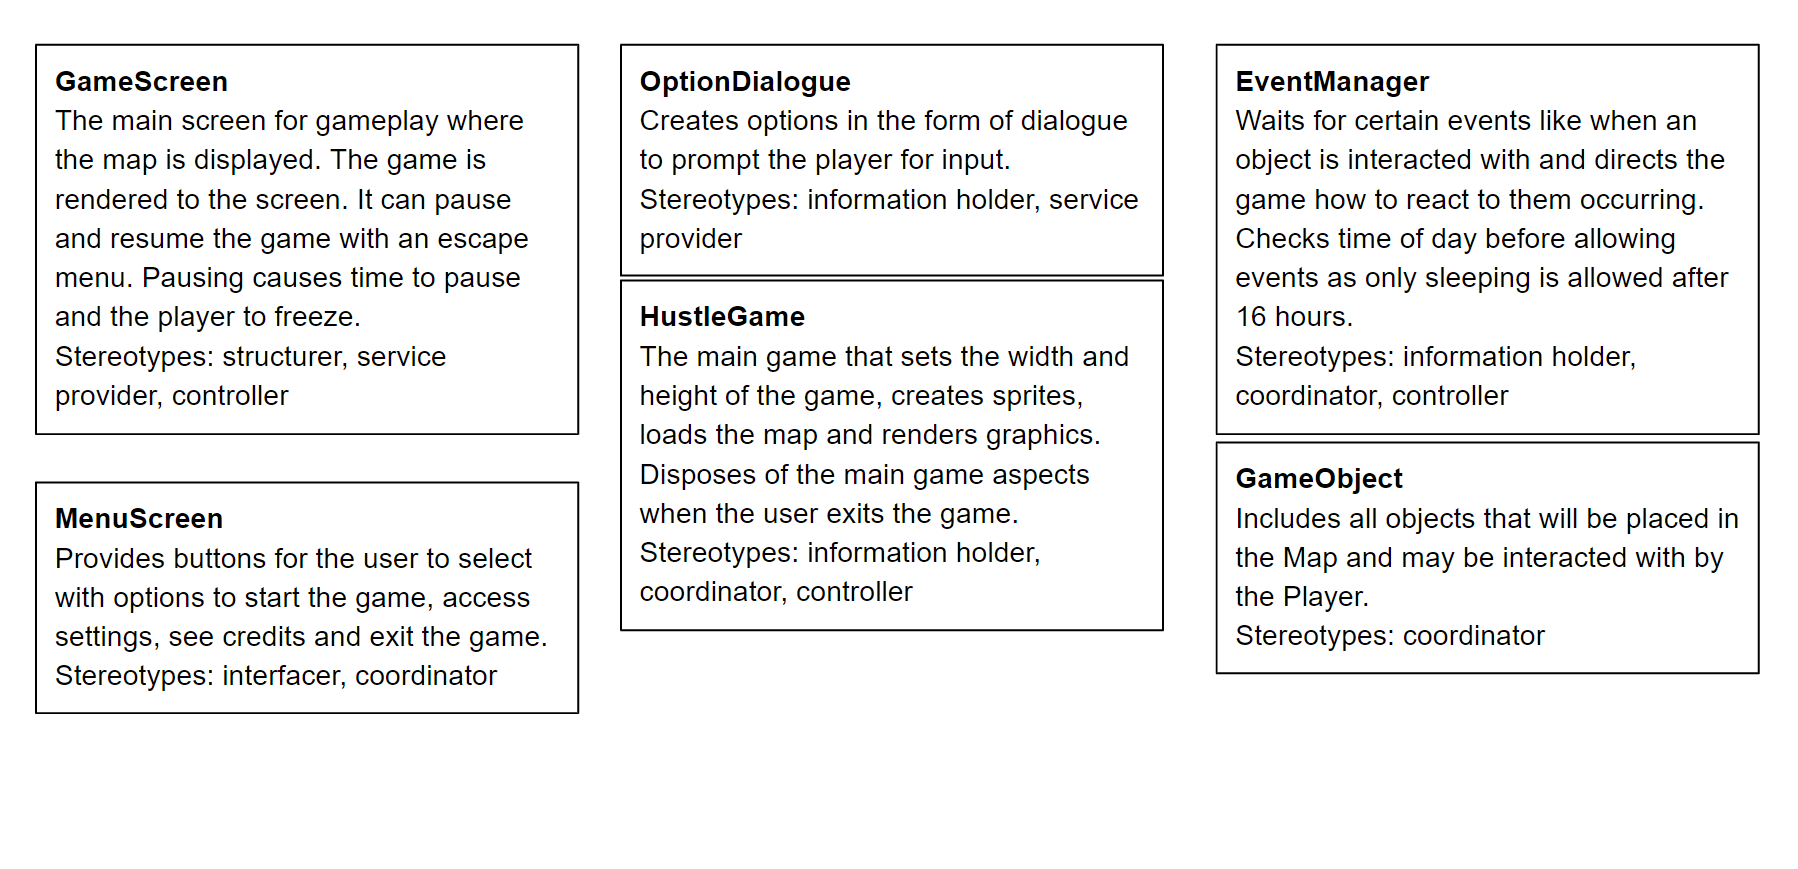 GameScreen
The main screen for gameplay where
the map is displayed. The game is
rendered to the screen. It can pause
and resume the game with an escape
menu. Pausing causes time to pause
and the player to freeze.
Stereotypes: structurer, service
provider, controller
MenuScreen
Provides buttons for the user to select
with options to start the game, access
settings, see credits and exit the game.
Stereotypes: interfacer, coordinator
OptionDialogue
Creates options in the form of dialogue
to prompt the player for input.
Stereotypes: information holder, service
provider
HustleGame
The main game that sets the width and
height of the game, creates sprites,
loads the map and renders graphics.
Disposes of the main game aspects
when the user exits the game.
Stereotypes: information holder,
coordinator, controller
EventManager
Waits for certain events like when an
object is interacted with and directs the
game how to react to them occurring.
Checks time of day before allowing
events as only sleeping is allowed after
16 hours.
Stereotypes: information holder,
coordinator, controller
GameObject
Includes all objects that will be placed in
the Map and may be interacted with by
the Player.
Stereotypes: coordinator